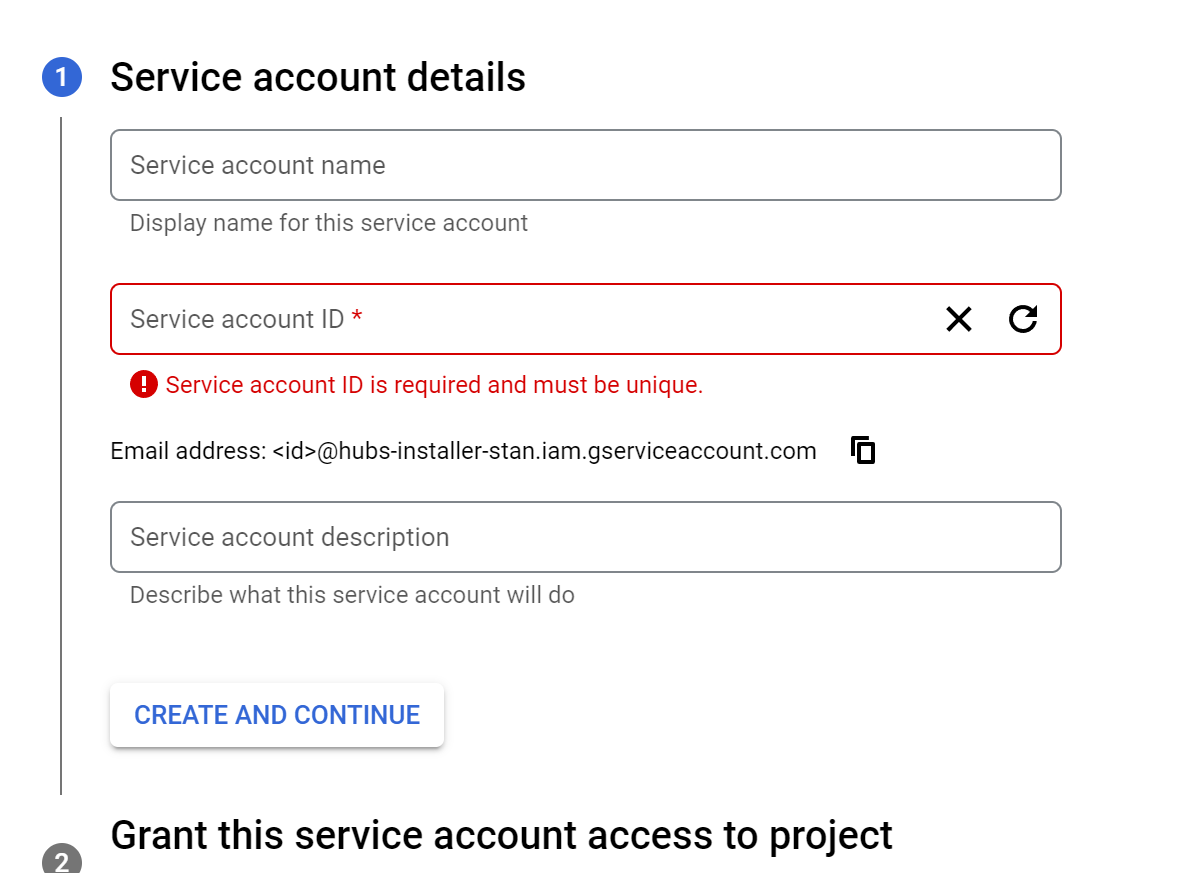 1 Service account details
Service account name
Display name for this service account
Service account ID *
Service account ID is required and must be unique.
Email address: <id>@hubs-installer-stan.iam.gserviceaccount.com
Service account description
Describe what this service account will do
CREATE AND CONTINUE
2 Grant this service account access to project